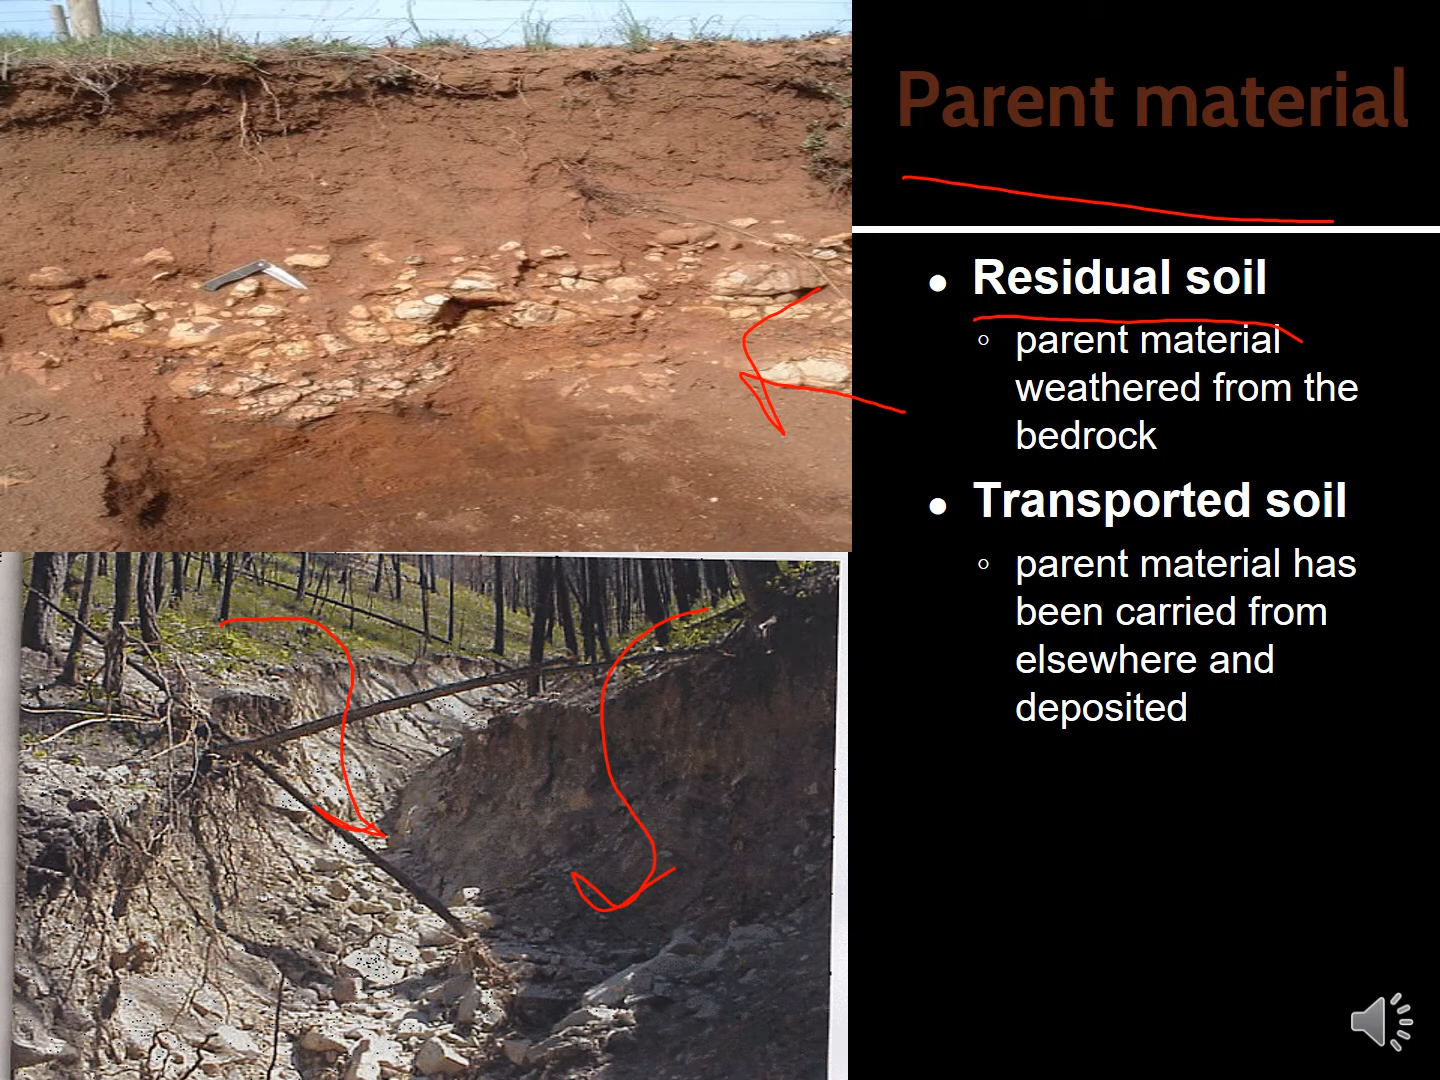 Parent material
● Residual soil
◦ parent material
weathered from the
bedrock
● Transported soil
◦ parent material has
been carried from
elsewhere and
deposited